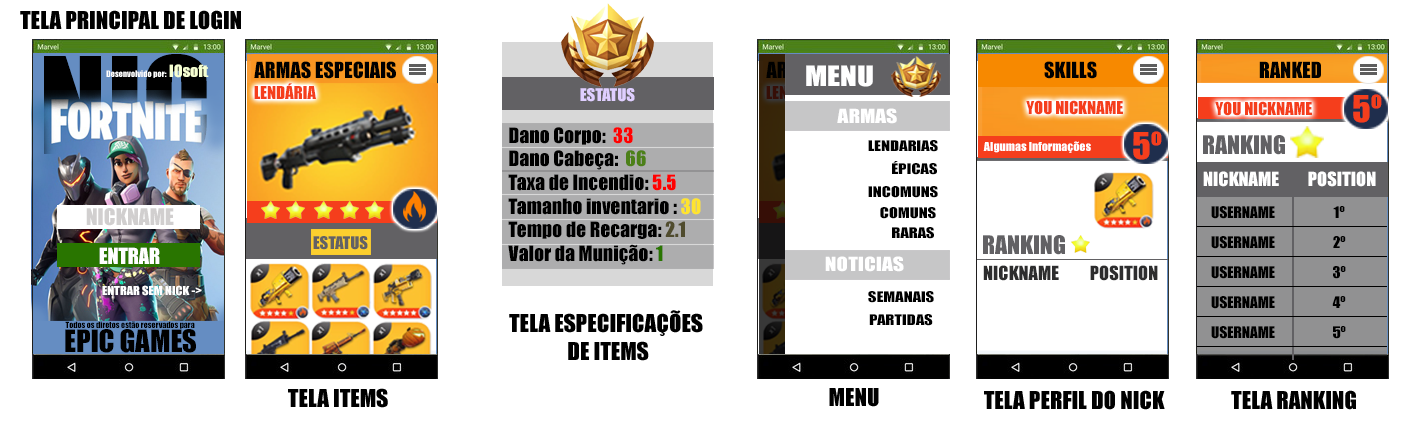 TELA PRINCIPAL DE LOGIN
Marvel
13:00
Desenvolvido por: IOsoft
FORTNITE
NICKNAME
ENTRAR
ENTRAR SEM NICK ->
Todos os diretos estão reservados para
EPIC GAMES
Marvel
13:00
ARMAS ESPECIAIS
LENDÁRIA
ESTATUS
TELA ITEMS
ESTATUS
Dano Corpo: 33
Dano Cabeça: 66
Taxa de Incendio: 5.5
Tamanho inventario : 30
Tempo de Recarga: 2.1
Valor da Munição: 1
TELA ESPECIFICAÇÕES
DE ITEMS
Marvel
13:00
AR
LE
MENU
ARMAS
LENDARIAS
ÉPICAS
INCOMUNS
COMUNS
RARAS
NOTICIAS
SEMANAIS
PARTIDAS
MENU
Marvel
13:00
SKILLS
YOU NICKNAME
Algumas Informações
5º
RANKING
NICKNAME POSITION
TELA PERFIL DO NICK
Marvel
13:00
RANKED
YOU NICKNAME
5º
RANKING
NICKNAME POSITION
USERNAME 1º
USERNAME 2º
USERNAME 3º
USERNAME 4º
USERNAME 5º
TELA RANKING